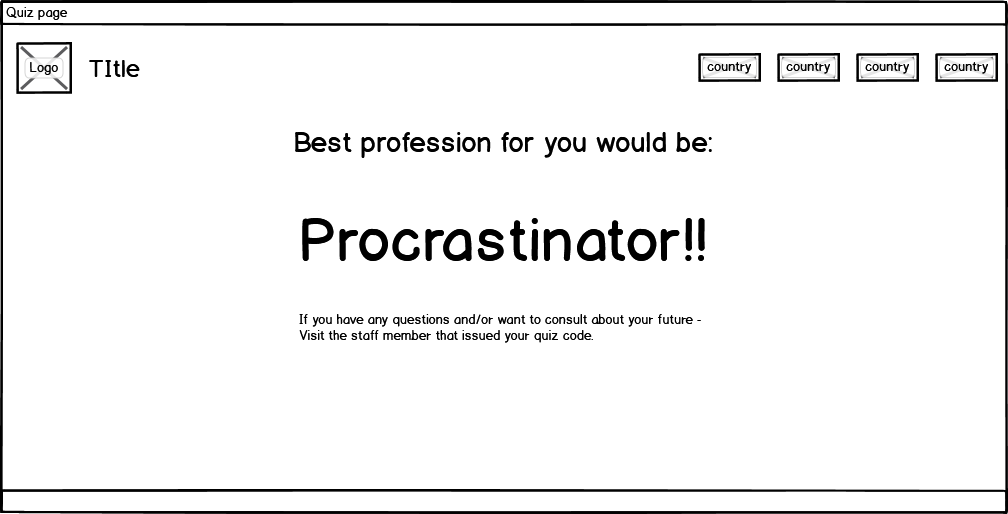 Quiz page
Logo
TItle
country
country
country
country
Best profession for you would be:
Procrastinator!!
If you have any questions and/or want to consult about your future -
Visit the staff member that issued your quiz code.